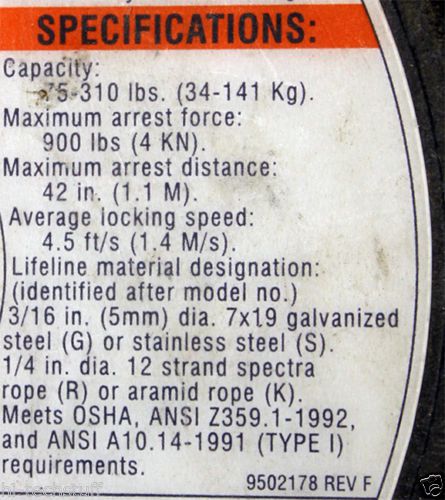 SPECIFICATIONS:
Capacity:
75-310 lbs. (34-141 Kg).
Maximum arrest force:
900 lbs (4 KN).
Maximum arrest distance:
42 in. (1.1 M).
Average locking speed:
4.5 ft/s (1.4 M/s).
Lifeline material designation:
(identified after model no.)
3/16 in. (5mm) dia. 7x19 galvanized
steel (G) or stainless steel (S).
1/4 in. dia. 12 strand spectra
rope (R) or aramid rope (K).
Meets OSHA, ANSI Z359.1-1992,
and ANSI A10.14-1991 (TYPE I)
requirements.
9502178 REV F